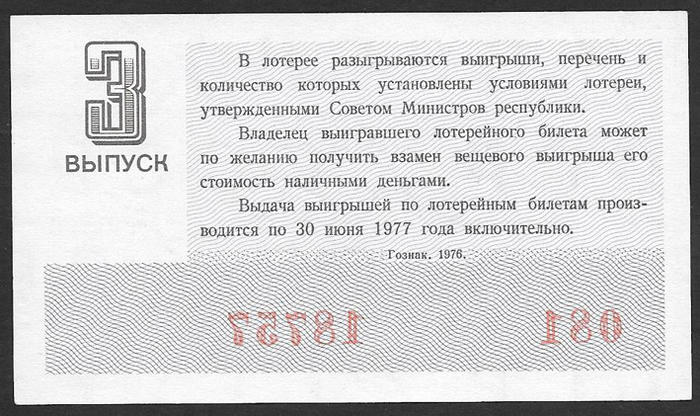 3
ВЫПУСК
В лотерее разыгрываются выигрыши, перечень и
количество которых установлены условиями лотереи,
утвержденными Советом Министров республики.
Владелец выигравшего лотерейного билета может
по желанию получить взамен вещевого выигрыша его
стоимость наличными деньгами.
Выдача выигрышей по лотерейным билетам произ-
водится по 30 июня 1977 года включительно.
Гознак. 1976.
18757 081